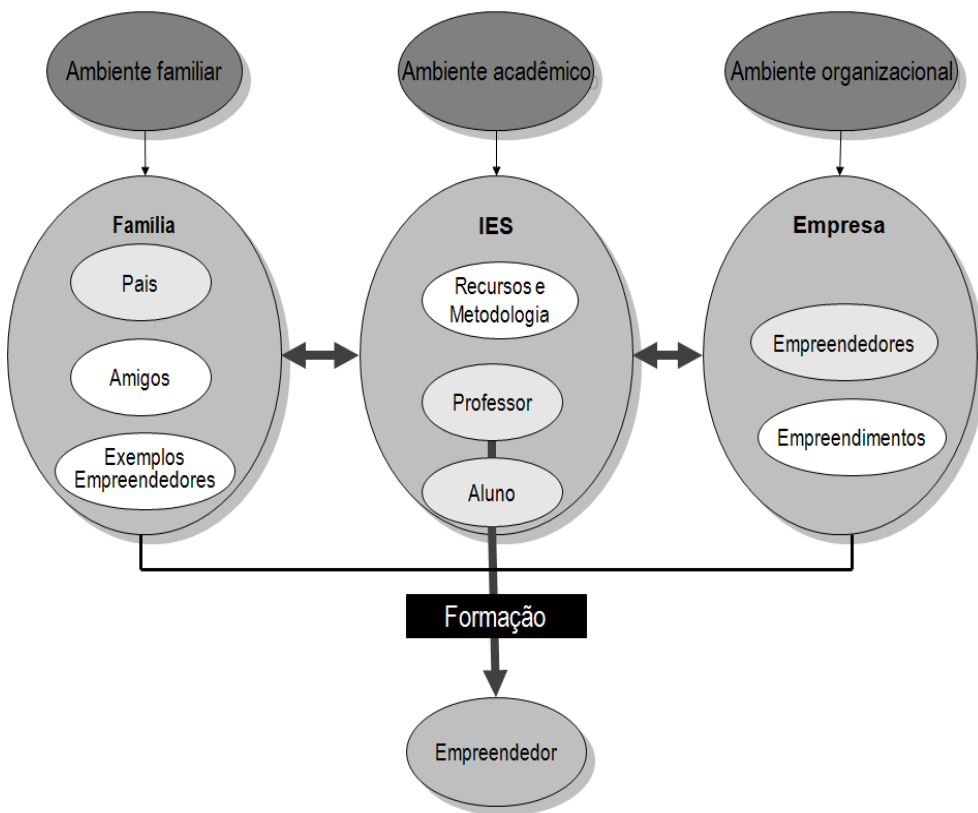 Ambiente familiar
Ambiente acadêmico
Ambiente organizacional
Família
Pais
Amigos
Exemplos
Empreendedores
IES
Recursos e
Metodologia
Professor
Aluno
Empresa
Empreendedores
Empreendimentos
Formação
Empreendedor